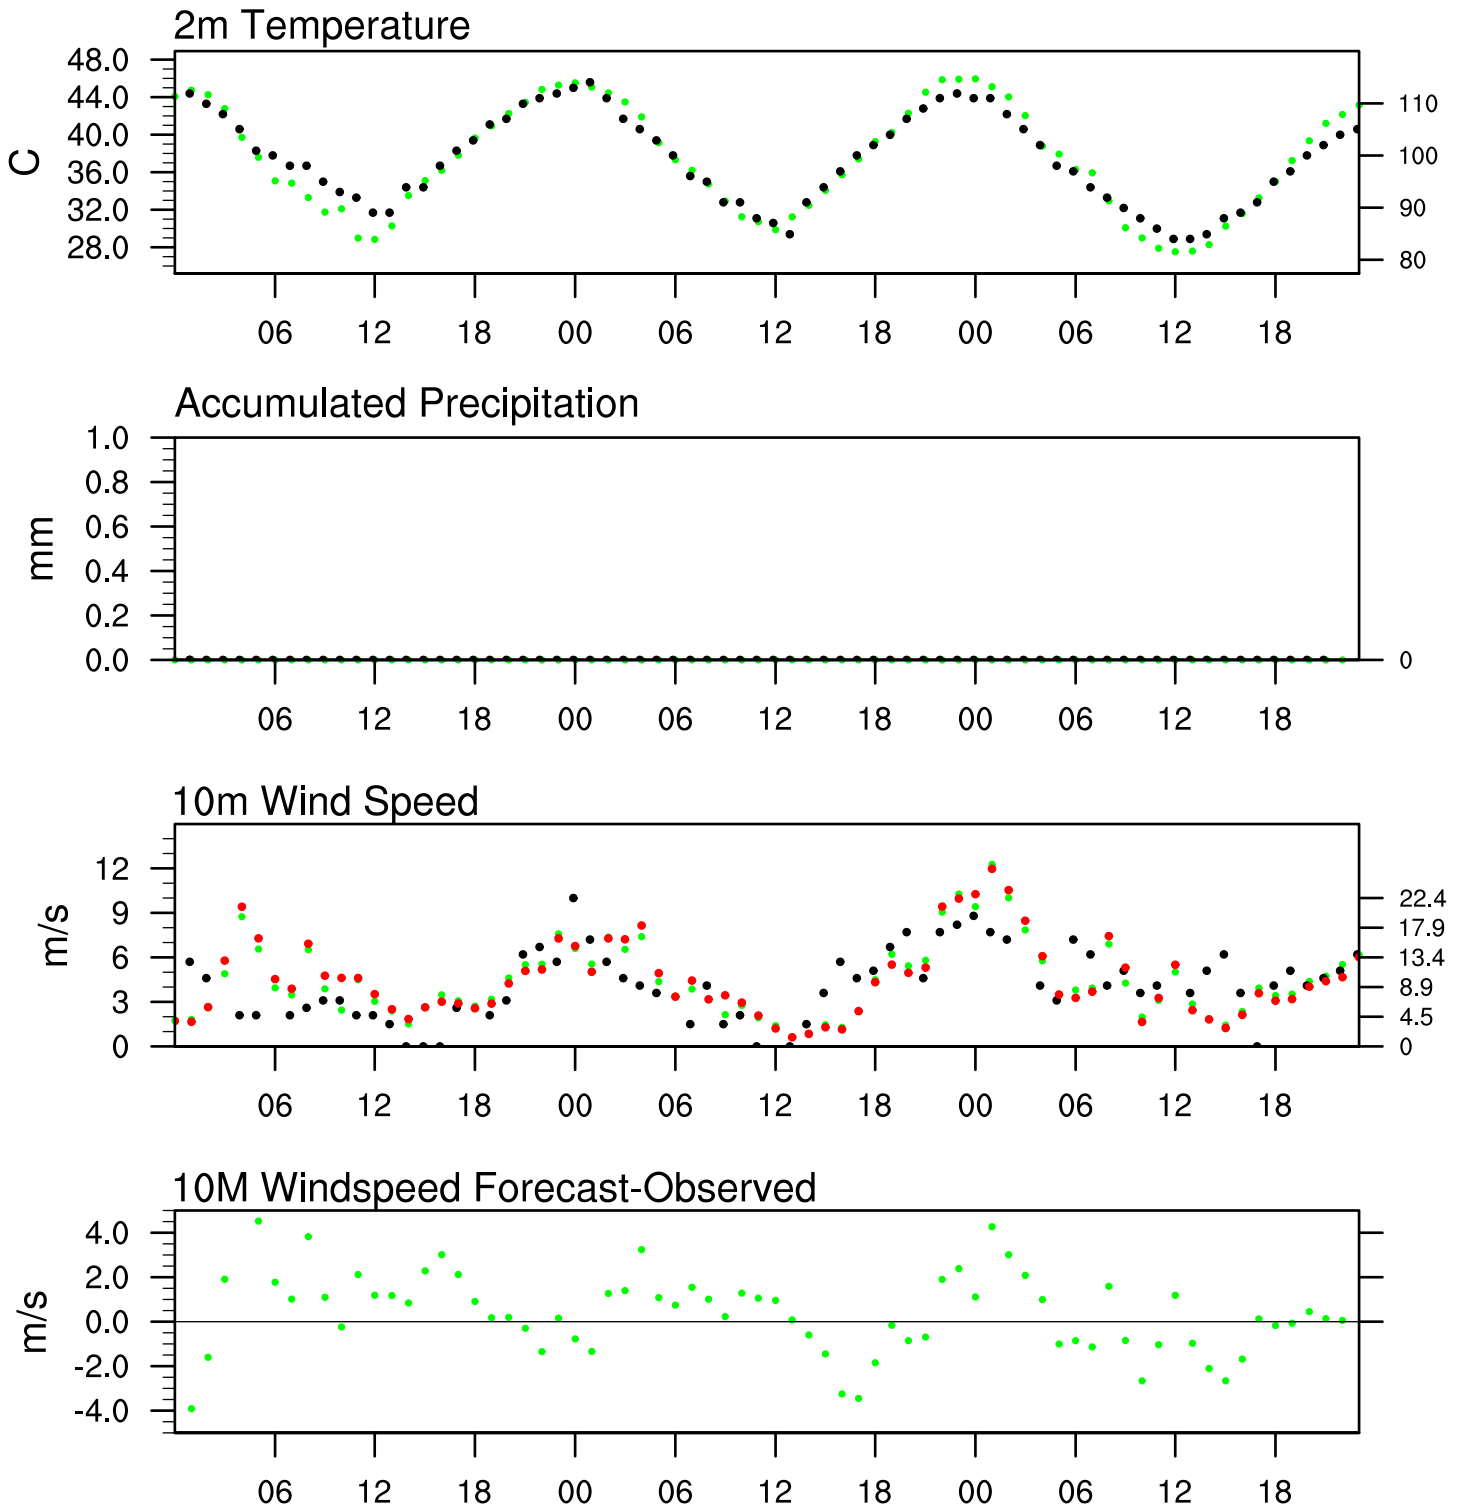 2m Temperature
48.0
44.0
40.0
36.0
32.0
28.0
C
110
100
90
80
06 12 18 00 06 12 18 00 06 12 18
Accumulated Precipitation
1.0
0.8
0.6
0.4
0.2
0.0
mm
0
06 12 18 00 06 12 18 00 06 12 18
10m Wind Speed
12
9
6
3
0
m/s
22.4
17.9
13.4
8.9
4.5
0
06 12 18 00 06 12 18 00 06 12 18
10M Windspeed Forecast-Observed
4.0
2.0
0.0
-2.0
-4.0
m/s
06 12 18 00 06 12 18 00 06 12 18